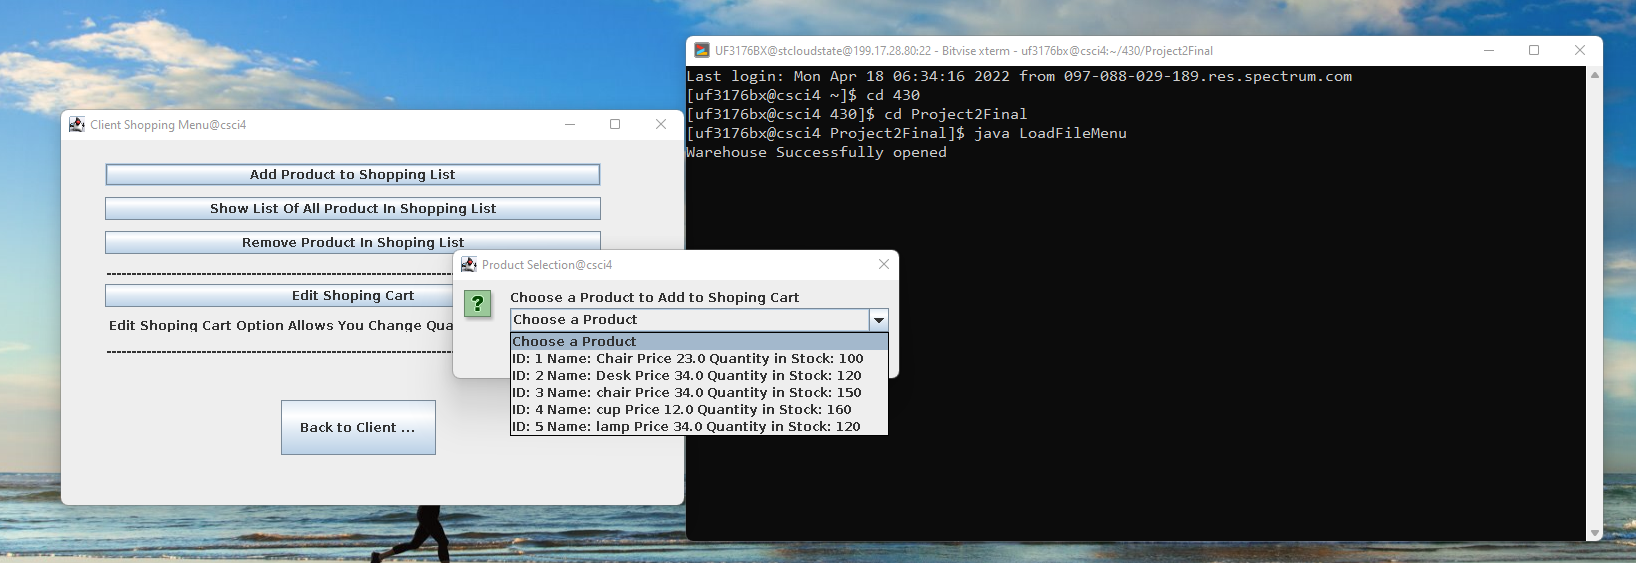 Client Shopping Menu@csci4
Add Product to Shopping List
Show List Of All Product In Shopping List
Remove Product In Shoping List
--------------------------------------------------------------------
Edit Shoping Cart
Edit Shoping Cart Option Allows You Change Qua
--------------------------------------------------------------------
Back to Client ...
Product Selection@csci4
?
Choose a Product to Add to Shoping Cart
Choose a Product
Choose a Product
ID: 1 Name: Chair Price 23.0 Quantity in Stock: 100
ID: 2 Name: Desk Price 34.0 Quantity in Stock: 120
ID: 3 Name: chair Price 34.0 Quantity in Stock: 150
ID: 4 Name: cup Price 12.0 Quantity in Stock: 160
ID: 5 Name: lamp Price 34.0 Quantity in Stock: 120
UF3176BX@stcloudstate@199.17.28.80:22 - Bitvise xterm - uf3176bx@csci4:~/430/Project2Final
Last login: Mon Apr 18 06:34:16 2022 from 097-088-029-189.res.spectrum.com
[uf3176bx@csci4 ~]$ cd 430
[uf3176bx@csci4 430]$ cd Project2Final
[uf3176bx@csci4 Project2Final]$ java LoadFileMenu
Warehouse Successfully opened